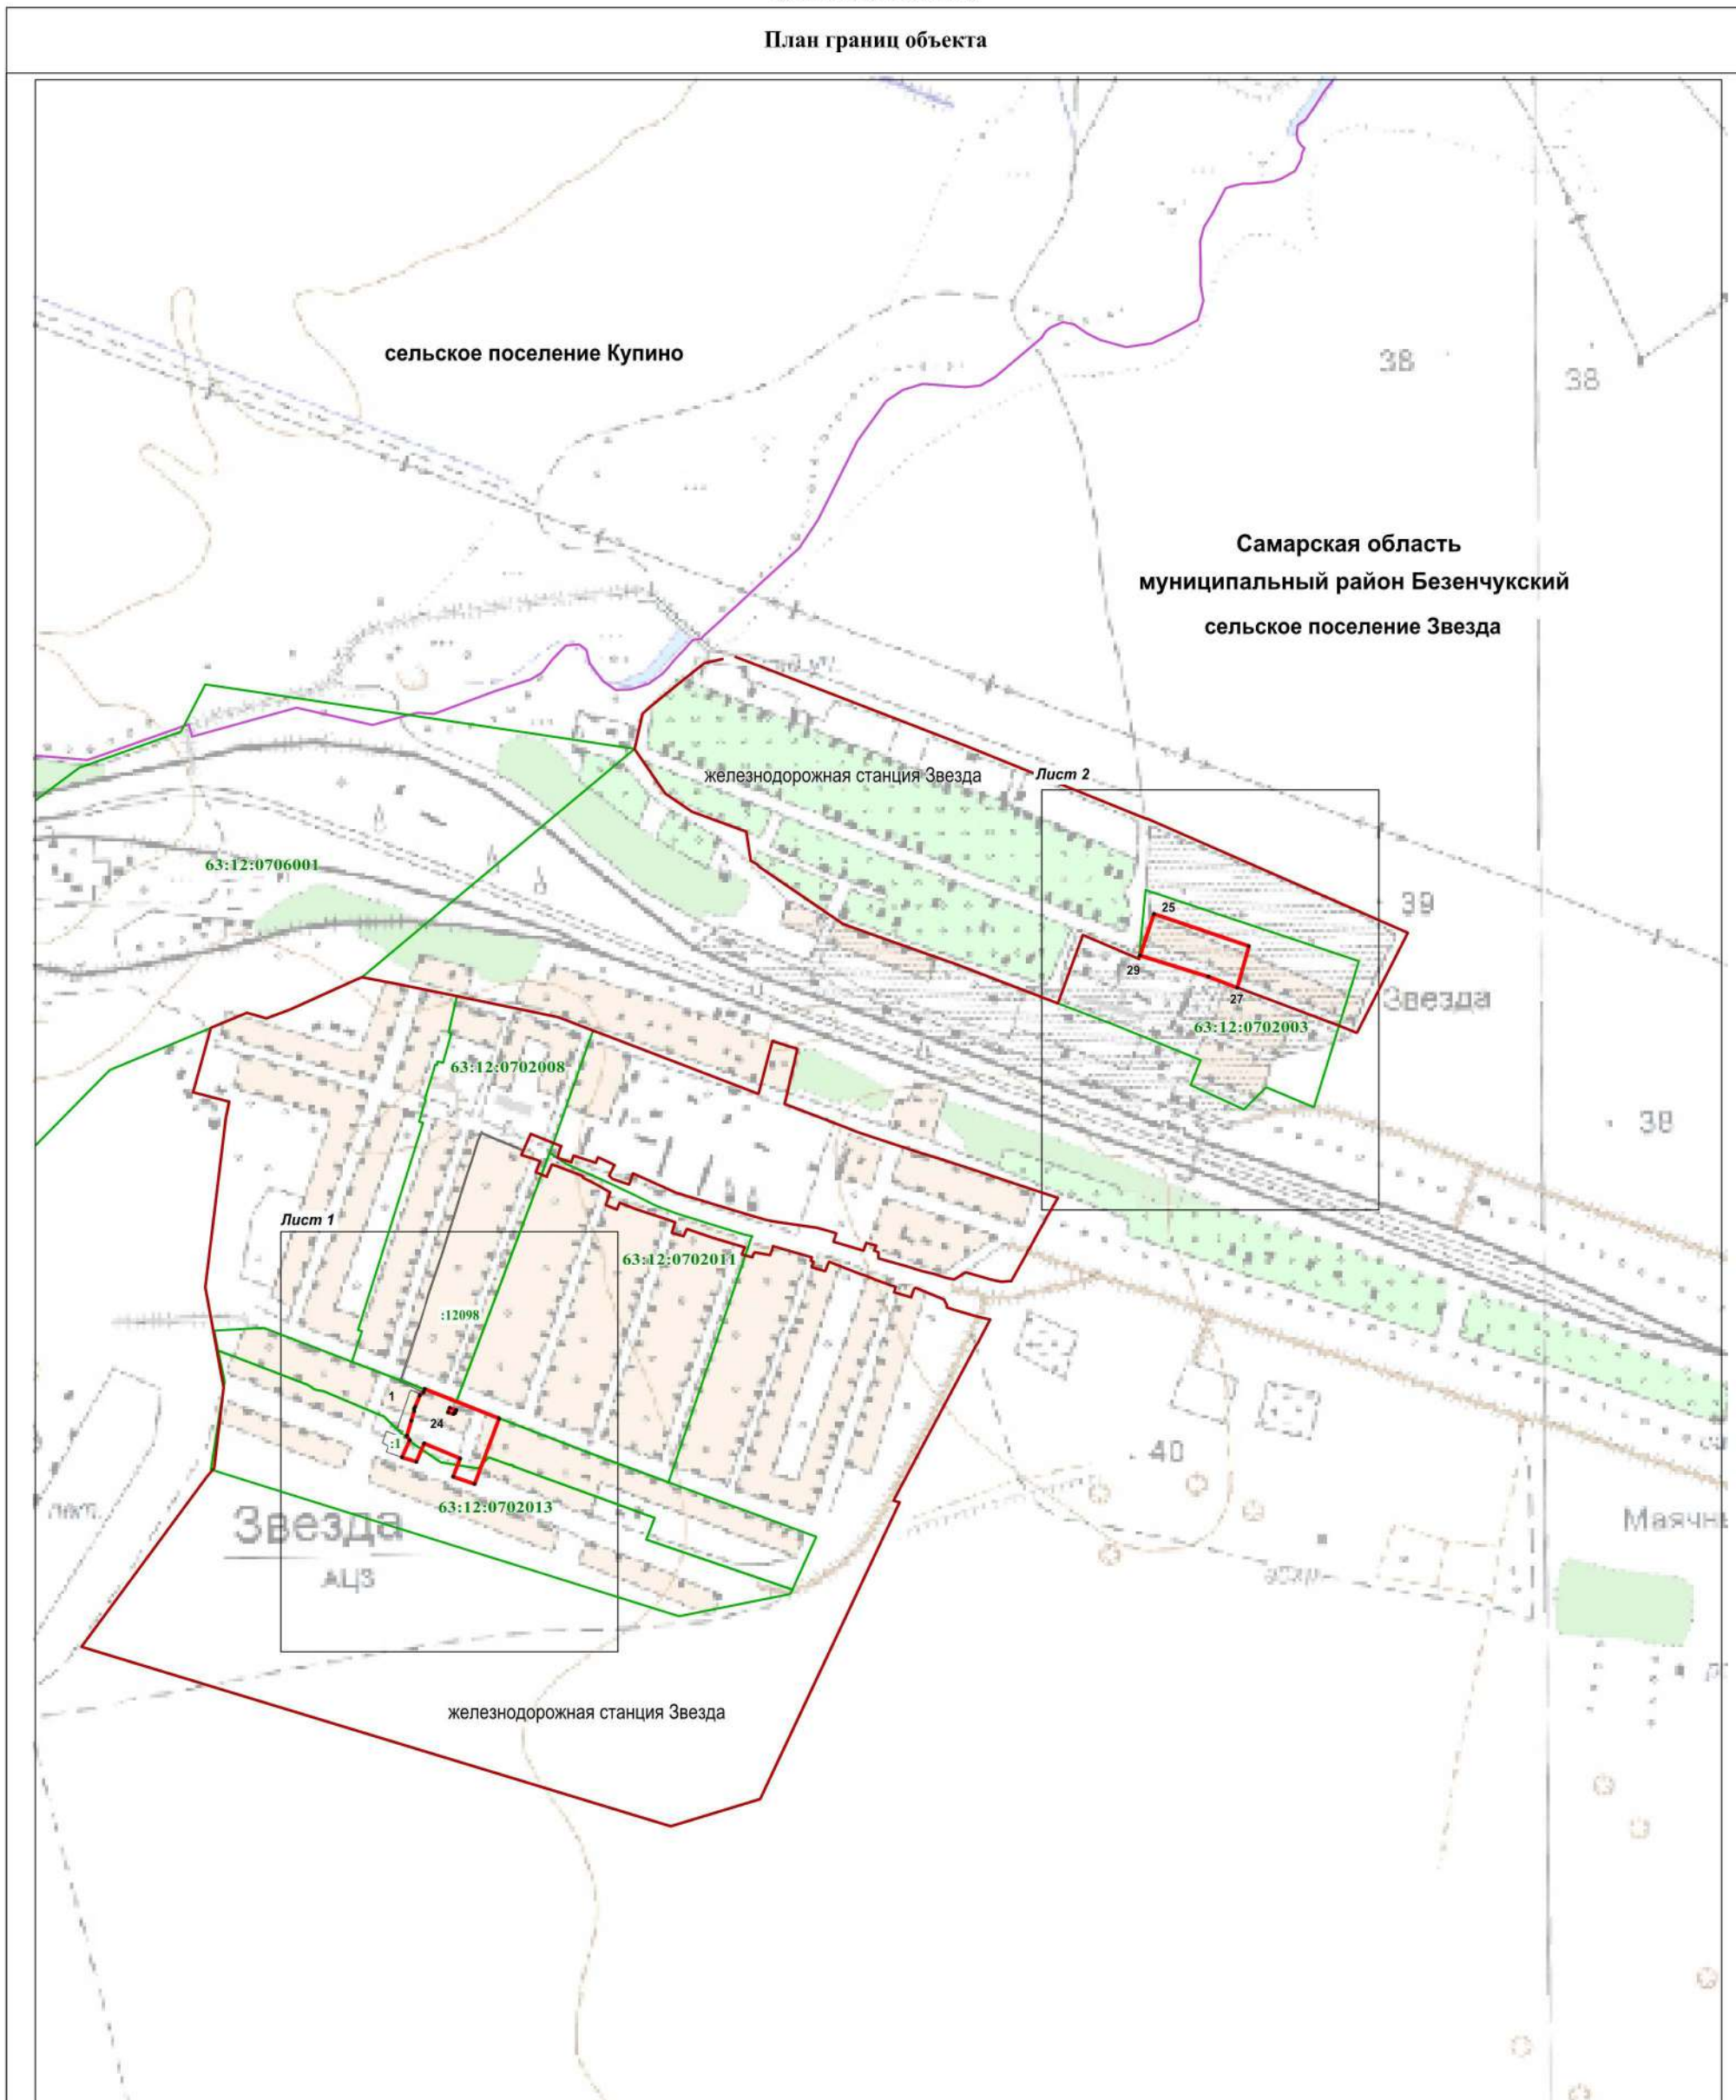 План границ объекта
сельское поселение Купино
38
38
Самарская область
муниципальный район Безенчукский
сельское поселение Звезда
железнодорожная станция Звезда
Лист 2
63:12:0706001
39
25
29
27
Звезда
63:12:0702003
63:12:0702008
38
Лист 1
63:12:0702011
:12098
1
24
:1
40
63:12:0702013
Звезда
АЦЗ
железнодорожная станция Звезда